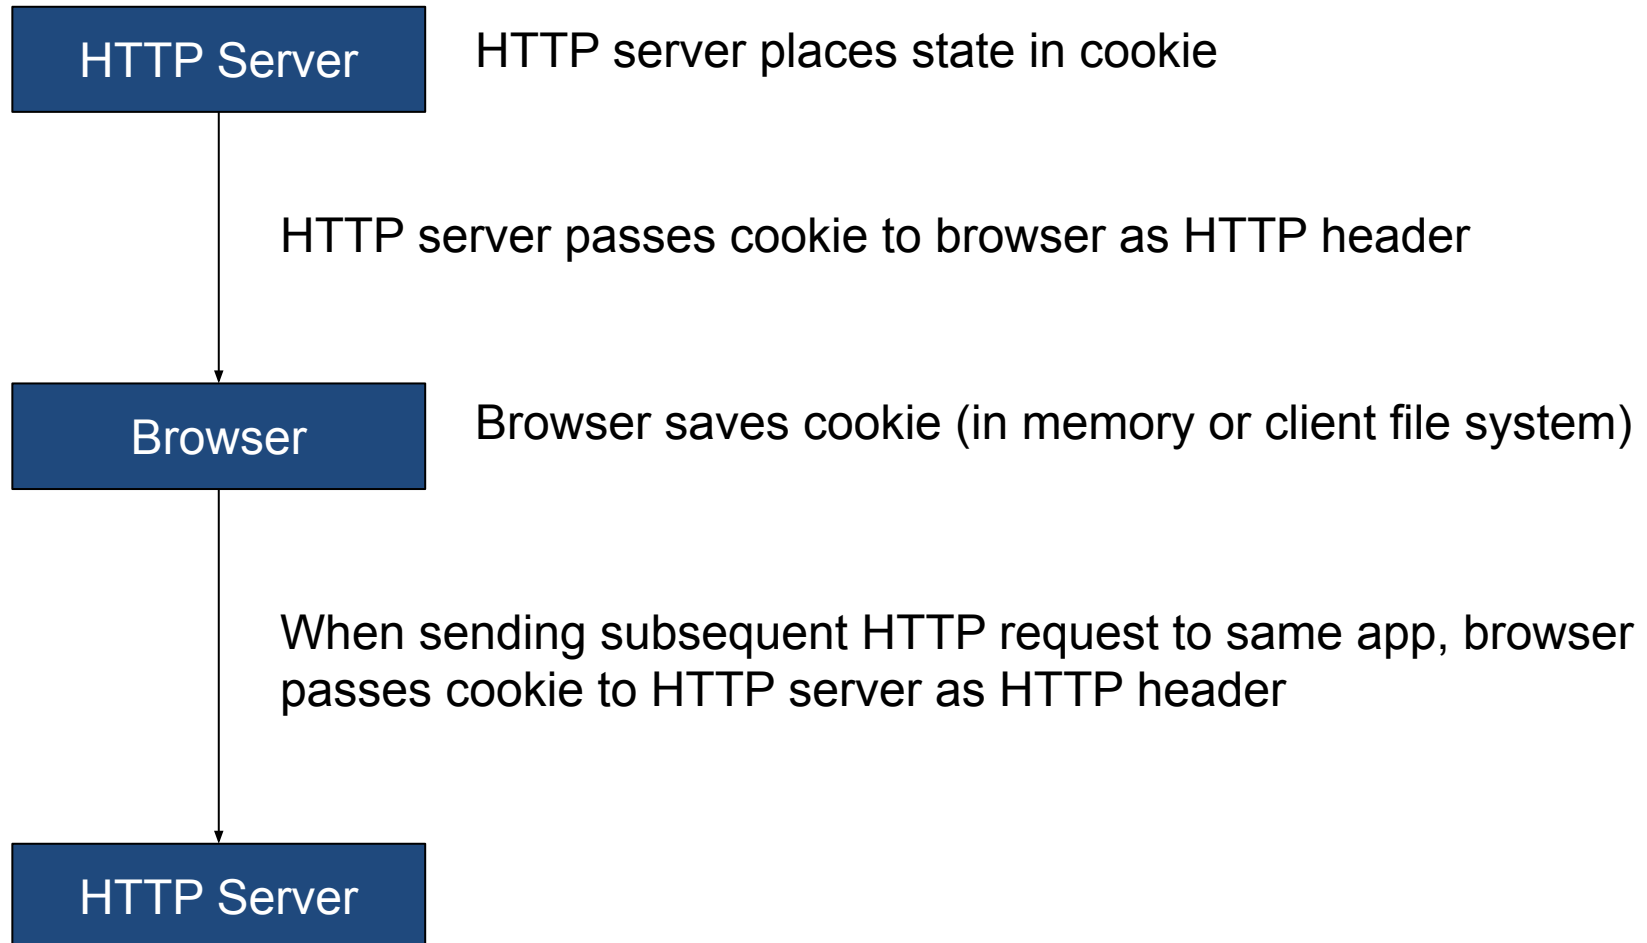 HTTP Server
HTTP server places state in cookie
HTTP server passes cookie to browser as HTTP header
Browser
Browser saves cookie (in memory or client file system)
When sending subsequent HTTP request to same app, browser
passes cookie to HTTP server as HTTP header
HTTP Server